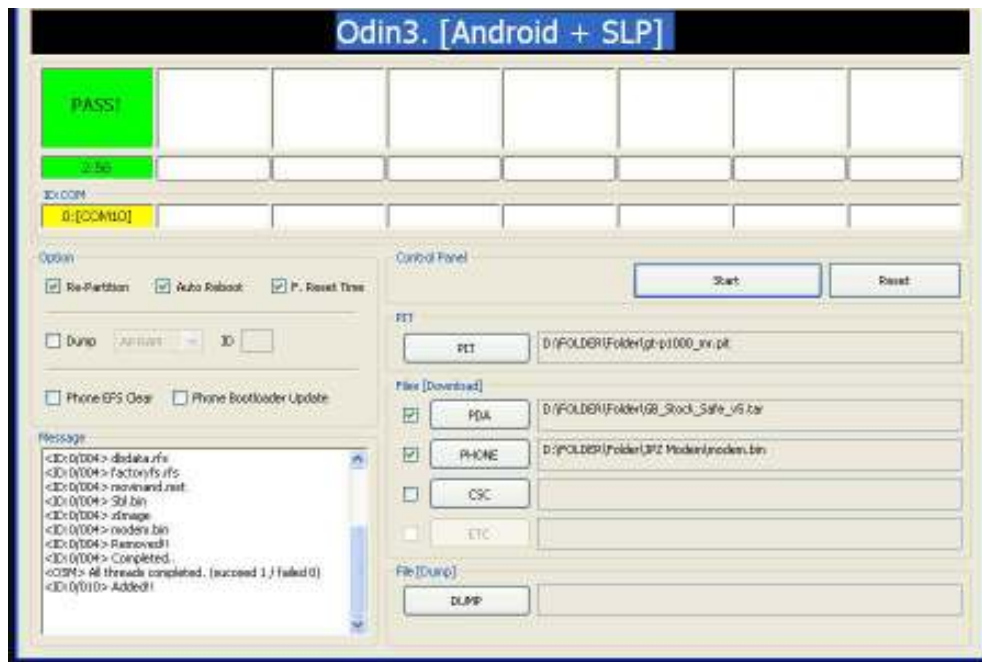 Odin3. [Android + SLP]
PASS!
2:56
ID:COM
0:[COM10]
Option
Re-Partition Auto Reboot F. Reset Time
Dump ID
Phone EFS Clear Phone Bootloader Update
Message
<ID:0/004> dbdata.rfs
<ID:0/004> factoryfs.rfs
<ID:0/004> movinand.mst
<ID:0/004> Sbl.bin
<ID:0/004> zImage
<ID:0/004> modem.bin
<ID:0/004> Removed!!
<ID:0/004> Completed..
<OSM> All threads completed. (succeed 1 / failed 0)
<ID:0/010> Added!!
Control Panel
Start Reset
PIT
PIT D:\FOLDER\Folder\gt-p1000_mr.pit
Files [Download]
PDA D:\FOLDER\Folder\GB_Stock_Safe_v5.tar
PHONE D:\FOLDER\Folder\JPZ Modem\modem.bin
CSC
ETC
File [Dump]
DUMP